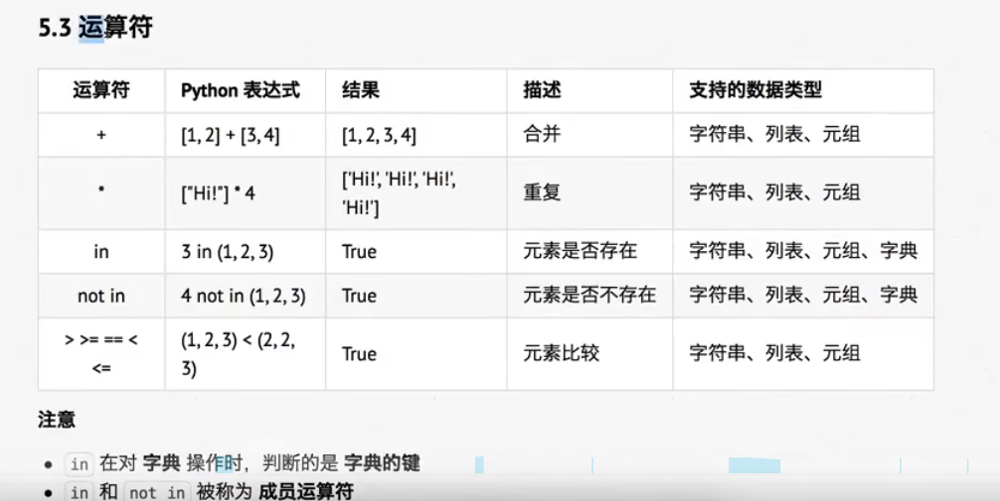 5.3 运算符
运算符 Python 表达式 结果 描述 支持的数据类型
+ [1, 2] + [3, 4] [1, 2, 3, 4] 合并 字符串、列表、元组
* ["Hi!"] * 4 ['Hi!', 'Hi!', 'Hi!', 'Hi!'] 重复 字符串、列表、元组
in 3 in (1, 2, 3) True 元素是否存在 字符串、列表、元组、字典
not in 4 not in (1, 2, 3) True 元素是否不存在 字符串、列表、元组、字典
> >= == < <= (1, 2, 3) < (2, 2, 3) True 元素比较 字符串、列表、元组
注意
• in 在对 字典 操作时，判断的是 字典的键
• in 和 not in 被称为 成员运算符